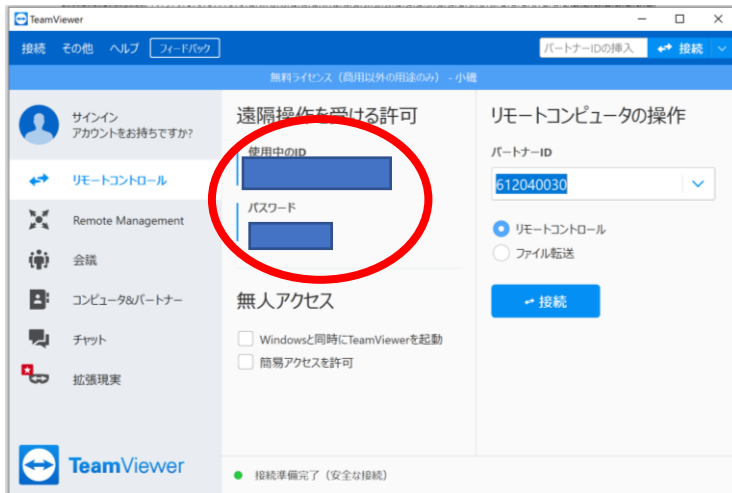 TeamViewer
接続 その他 ヘルプ フィードバック
パートナーIDの挿入 接続
無料ライセンス（商用以外の用途のみ） - 小磯
サインイン
アカウントをお持ちですか?
リモートコントロール
Remote Management
会議
コンピュータ&パートナー
チャット
拡張現実
TeamViewer
遠隔操作を受ける許可
使用中のID
パスワード
無人アクセス
Windowsと同時にTeamViewerを起動
簡易アクセスを許可
接続準備完了（安全な接続）
リモートコンピュータの操作
パートナーID
612040030
リモートコントロール
ファイル転送
接続